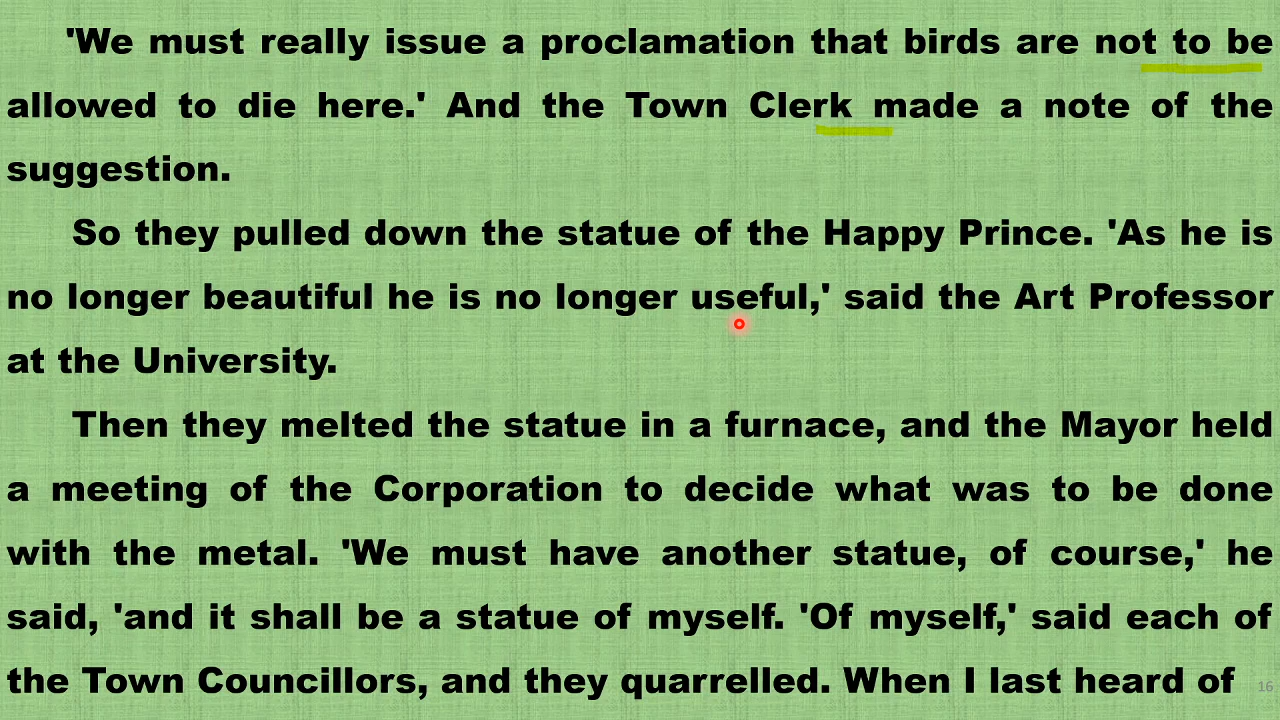 'We must really issue a proclamation that birds are not to be
allowed to die here.' And the Town Clerk made a note of the
suggestion.
So they pulled down the statue of the Happy Prince. 'As he is
no longer beautiful he is no longer useful,' said the Art Professor
at the University.
Then they melted the statue in a furnace, and the Mayor held
a meeting of the Corporation to decide what was to be done
with the metal. 'We must have another statue, of course,' he
said, 'and it shall be a statue of myself. 'Of myself,' said each of
the Town Councillors, and they quarrelled. When I last heard of
16